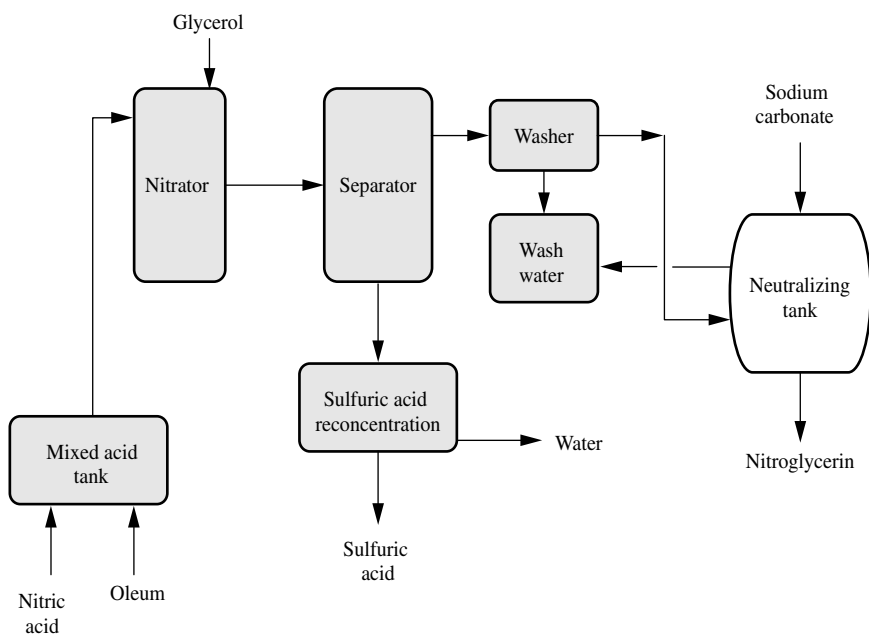 Glycerol
Nitrator
Separator
Washer
Sodium
carbonate
Wash
water
Neutralizing
tank
Sulfuric acid
reconcentration
Mixed acid
tank
Water
Nitroglycerin
Sulfuric
acid
Nitric
acid
Oleum